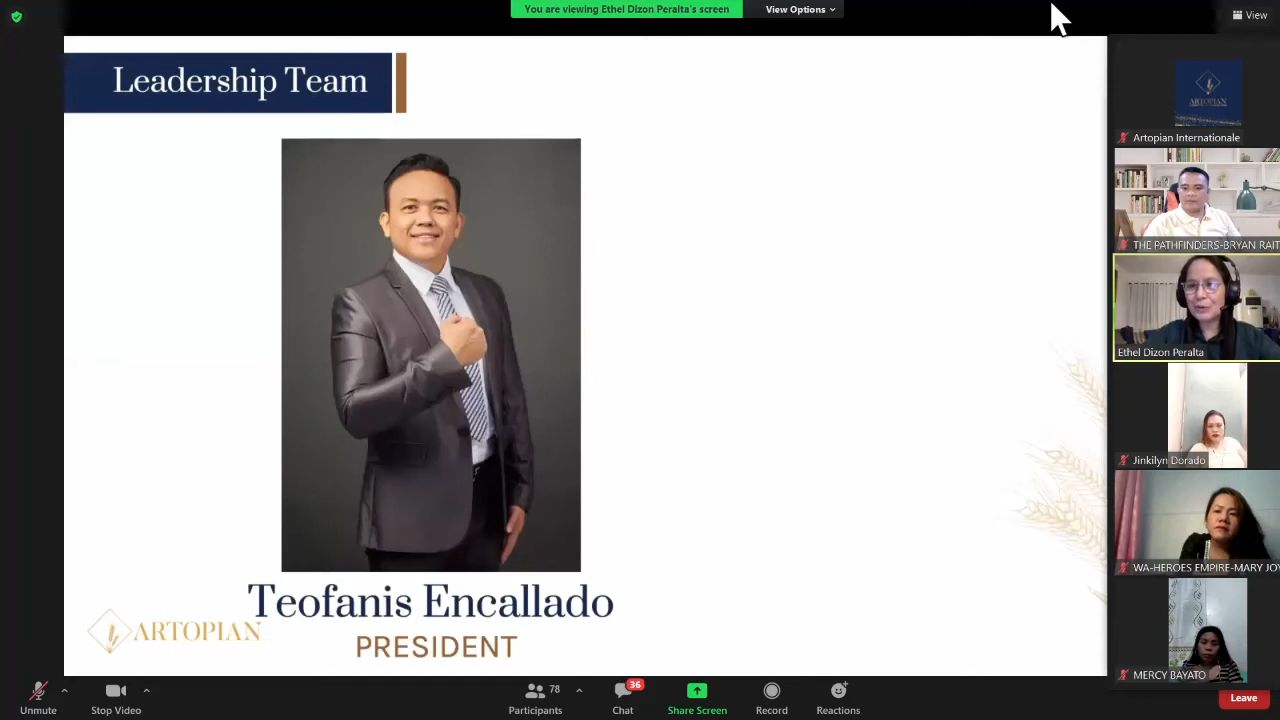 You are viewing Ethel Dizon Peralta's screen
View Options
View
Leadership Team
ARTOPIAN
Artopian Internationale
THE PATHFINDERS-BRYAN RAIT
Ethel Dizon Peralta
Jinkilyn Dorado
WA-HEROES EMPIRE-MARY JOY
MERCY BAYATO
Teofanis Encallado
ARTOPIAN
PRESIDENT
Unmute
Stop Video
78
Participants
36
Chat
Share Screen
Record
Reactions
Leave